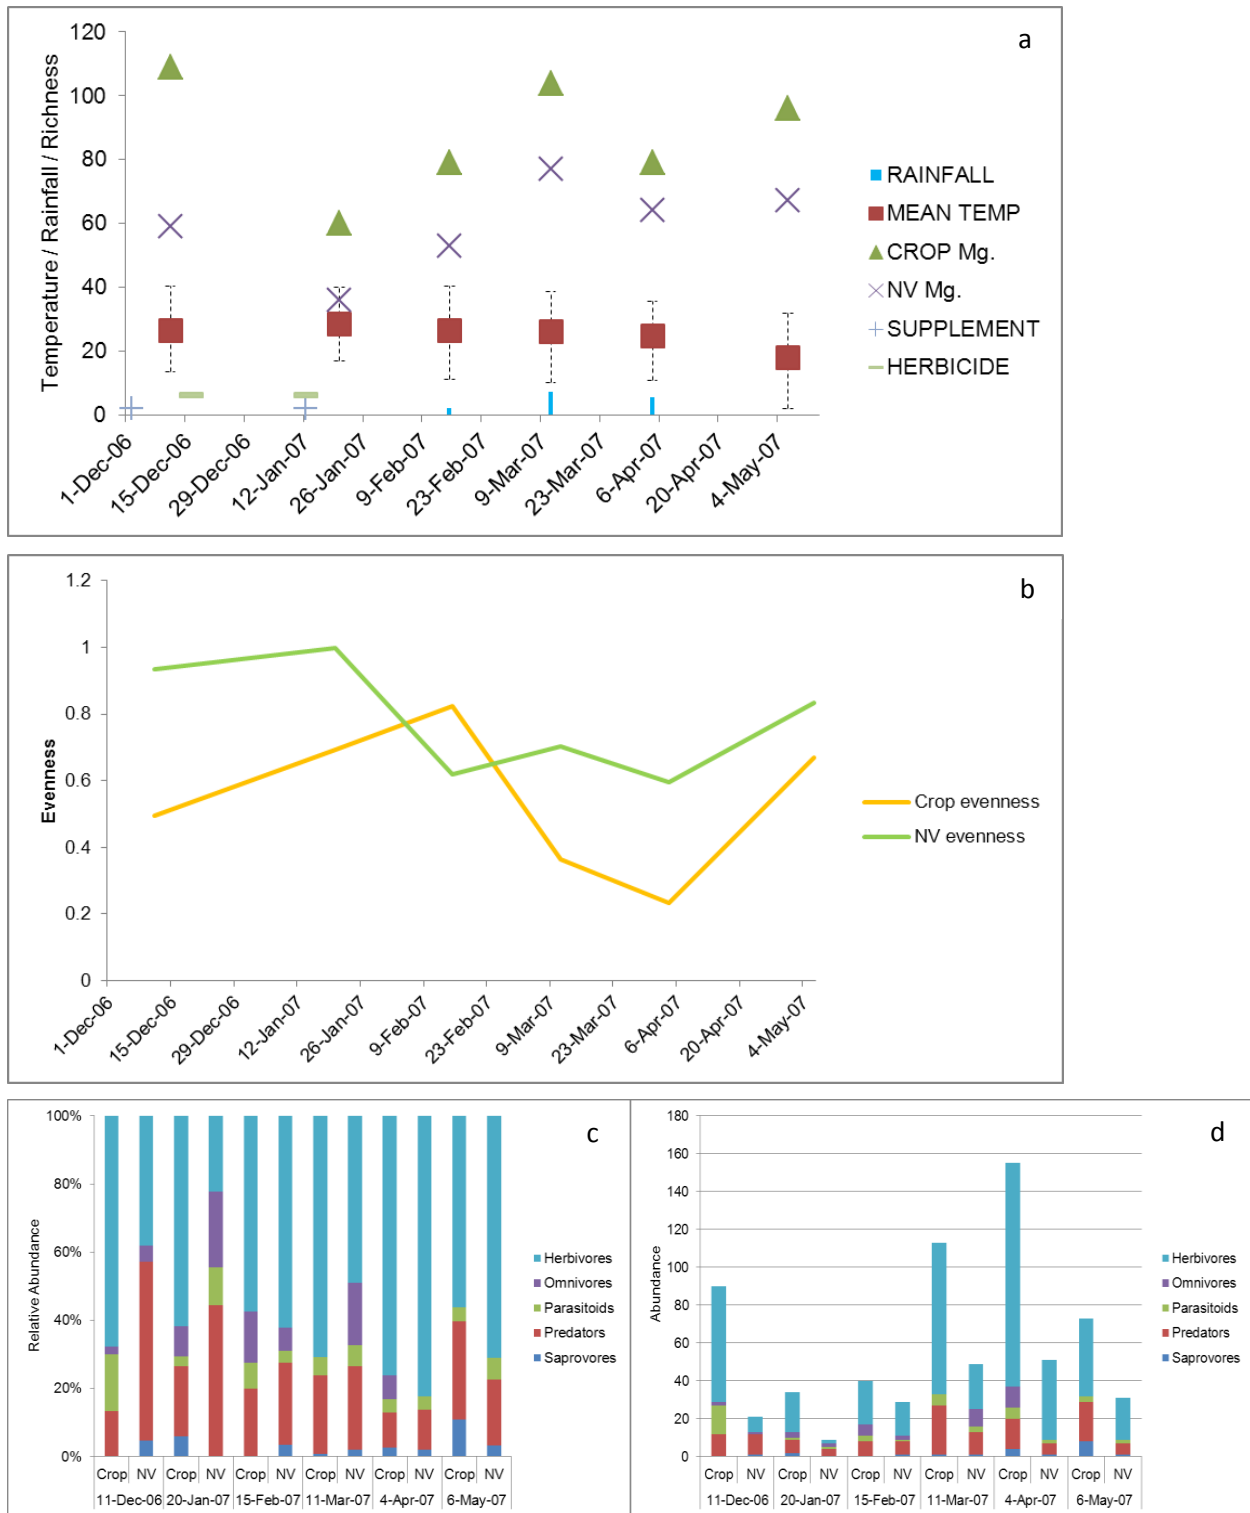 a
120
100
80
60
40
20
0
Temperature / Rainfall / Richness
1-Dec-06
15-Dec-06
29-Dec-06
12-Jan-07
26-Jan-07
9-Feb-07
23-Feb-07
9-Mar-07
23-Mar-07
6-Apr-07
20-Apr-07
4-May-07
RAINFALL
MEAN TEMP
CROP Mg.
NV Mg.
SUPPLEMENT
HERBICIDE
b
1.2
1
0.8
0.6
0.4
0.2
0
Evenness
1-Dec-06
15-Dec-06
29-Dec-06
12-Jan-07
26-Jan-07
9-Feb-07
23-Feb-07
9-Mar-07
23-Mar-07
6-Apr-07
20-Apr-07
4-May-07
Crop evenness
NV evenness
c
100%
80%
60%
40%
20%
0%
Relative Abundance
Crop NV Crop NV Crop NV Crop NV Crop NV Crop NV
11-Dec-06 20-Jan-07 15-Feb-07 11-Mar-07 4-Apr-07 6-May-07
Herbivores
Omnivores
Parasitoids
Predators
Saprovores
d
180
160
140
120
100
80
60
40
20
0
Abundance
Crop NV Crop NV Crop NV Crop NV Crop NV Crop NV
11-Dec-06 20-Jan-07 15-Feb-07 11-Mar-07 4-Apr-07 6-May-07
Herbivores
Omnivores
Parasitoids
Predators
Saprovores